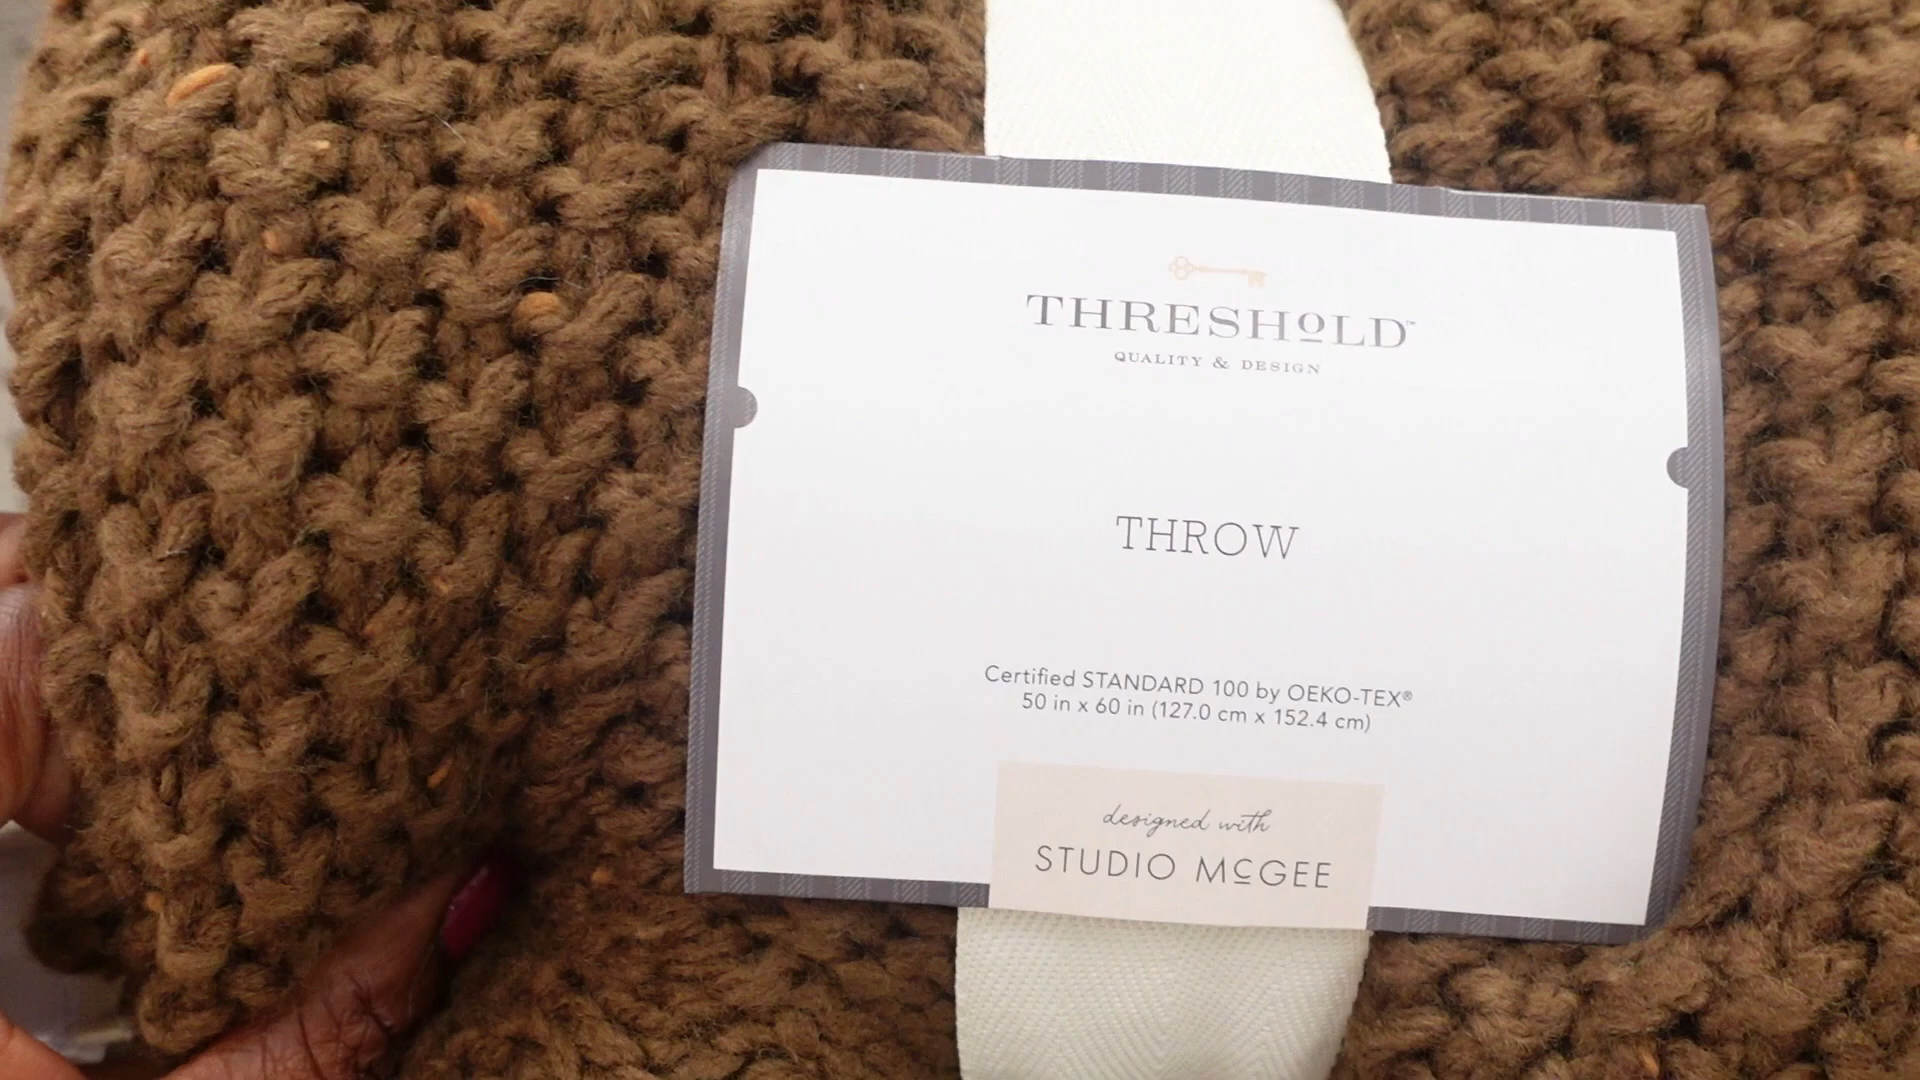 THRESHOLD™
QUALITY & DESIGN
THROW
Certified STANDARD 100 by OEKO-TEX®
50 in x 60 in (127.0 cm x 152.4 cm)
designed with
STUDIO McGEE